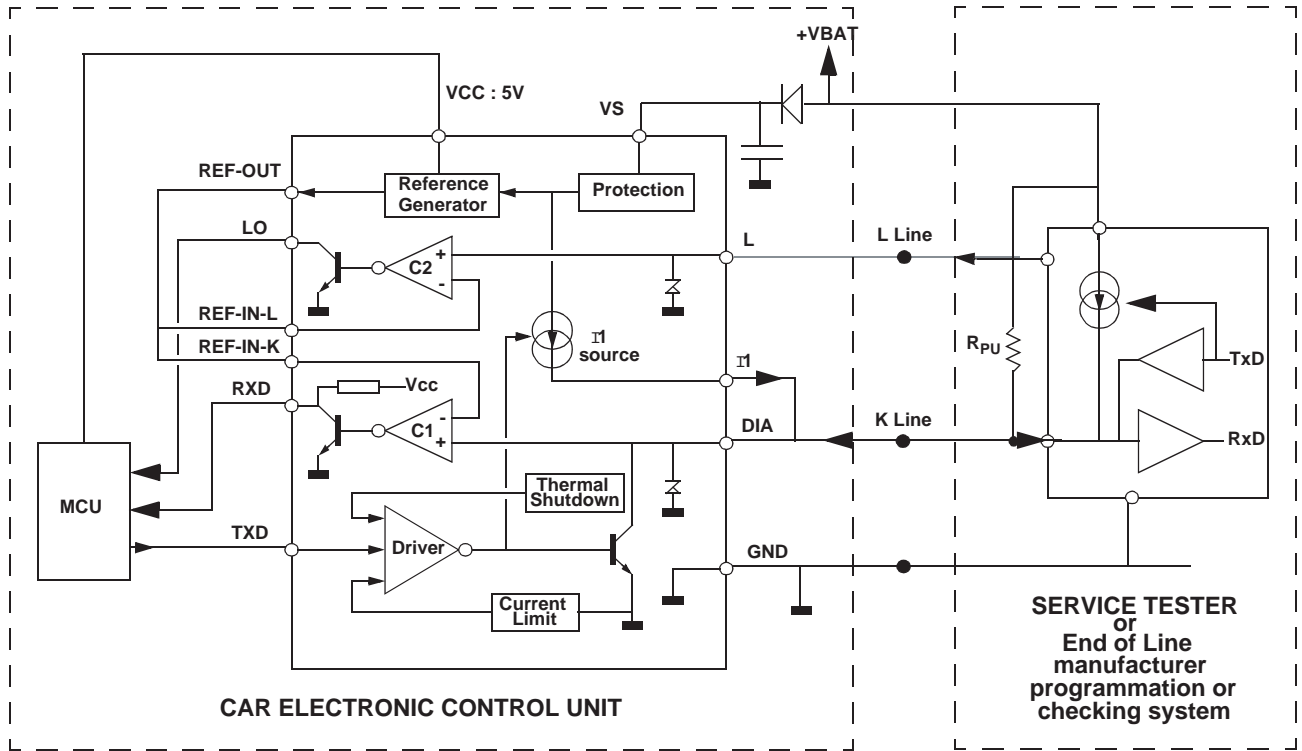 +VBAT
VCC : 5V
VS
REF-OUT
Reference
Generator
Protection
LO
L
L Line
C2
+
-
REF-IN-L
REF-IN-K
I1
source
RPU
TxD
RXD
Vcc
I1
C1
-
+
DIA
K Line
RxD
MCU
Thermal
Shutdown
TXD
Driver
GND
Current
Limit
SERVICE TESTER
or
End of Line
manufacturer
programmation or
checking system
CAR ELECTRONIC CONTROL UNIT